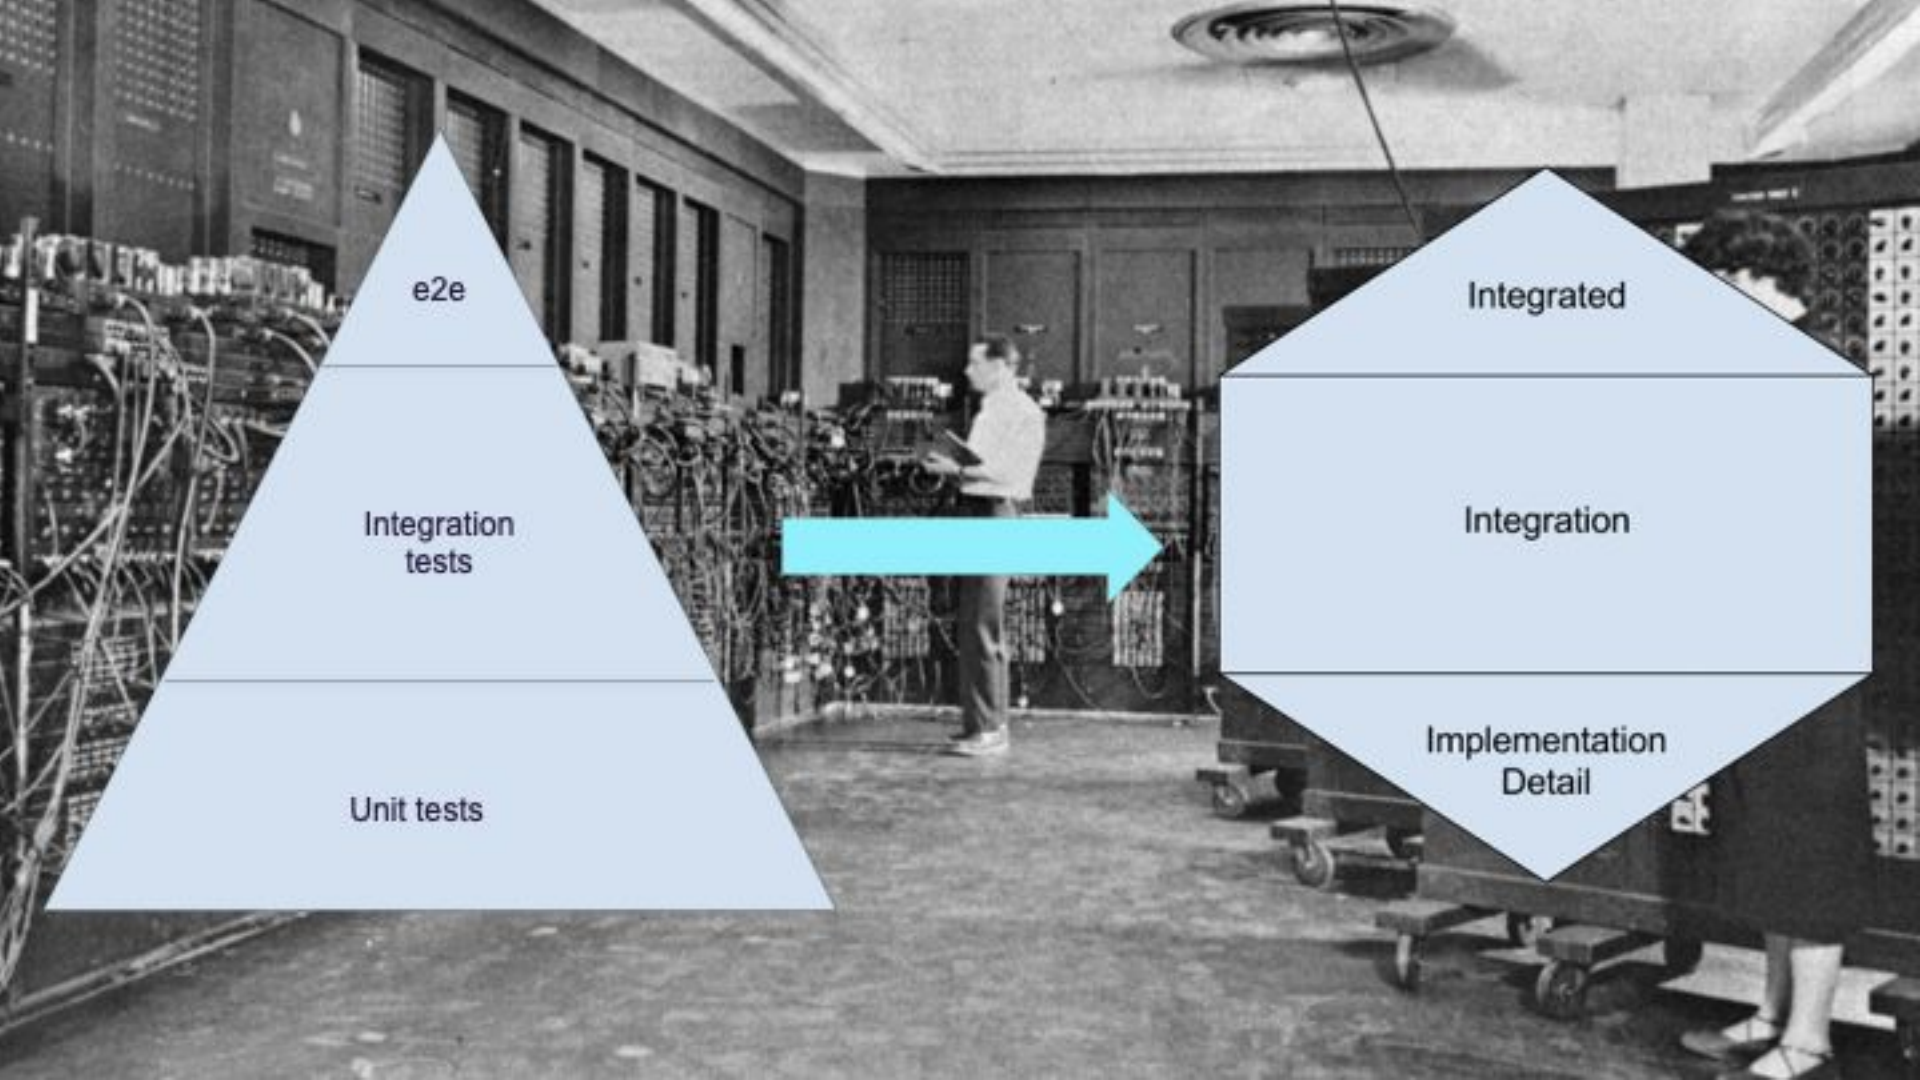 e2e
Integration
tests
Unit tests
Integrated
Integration
Implementation
Detail